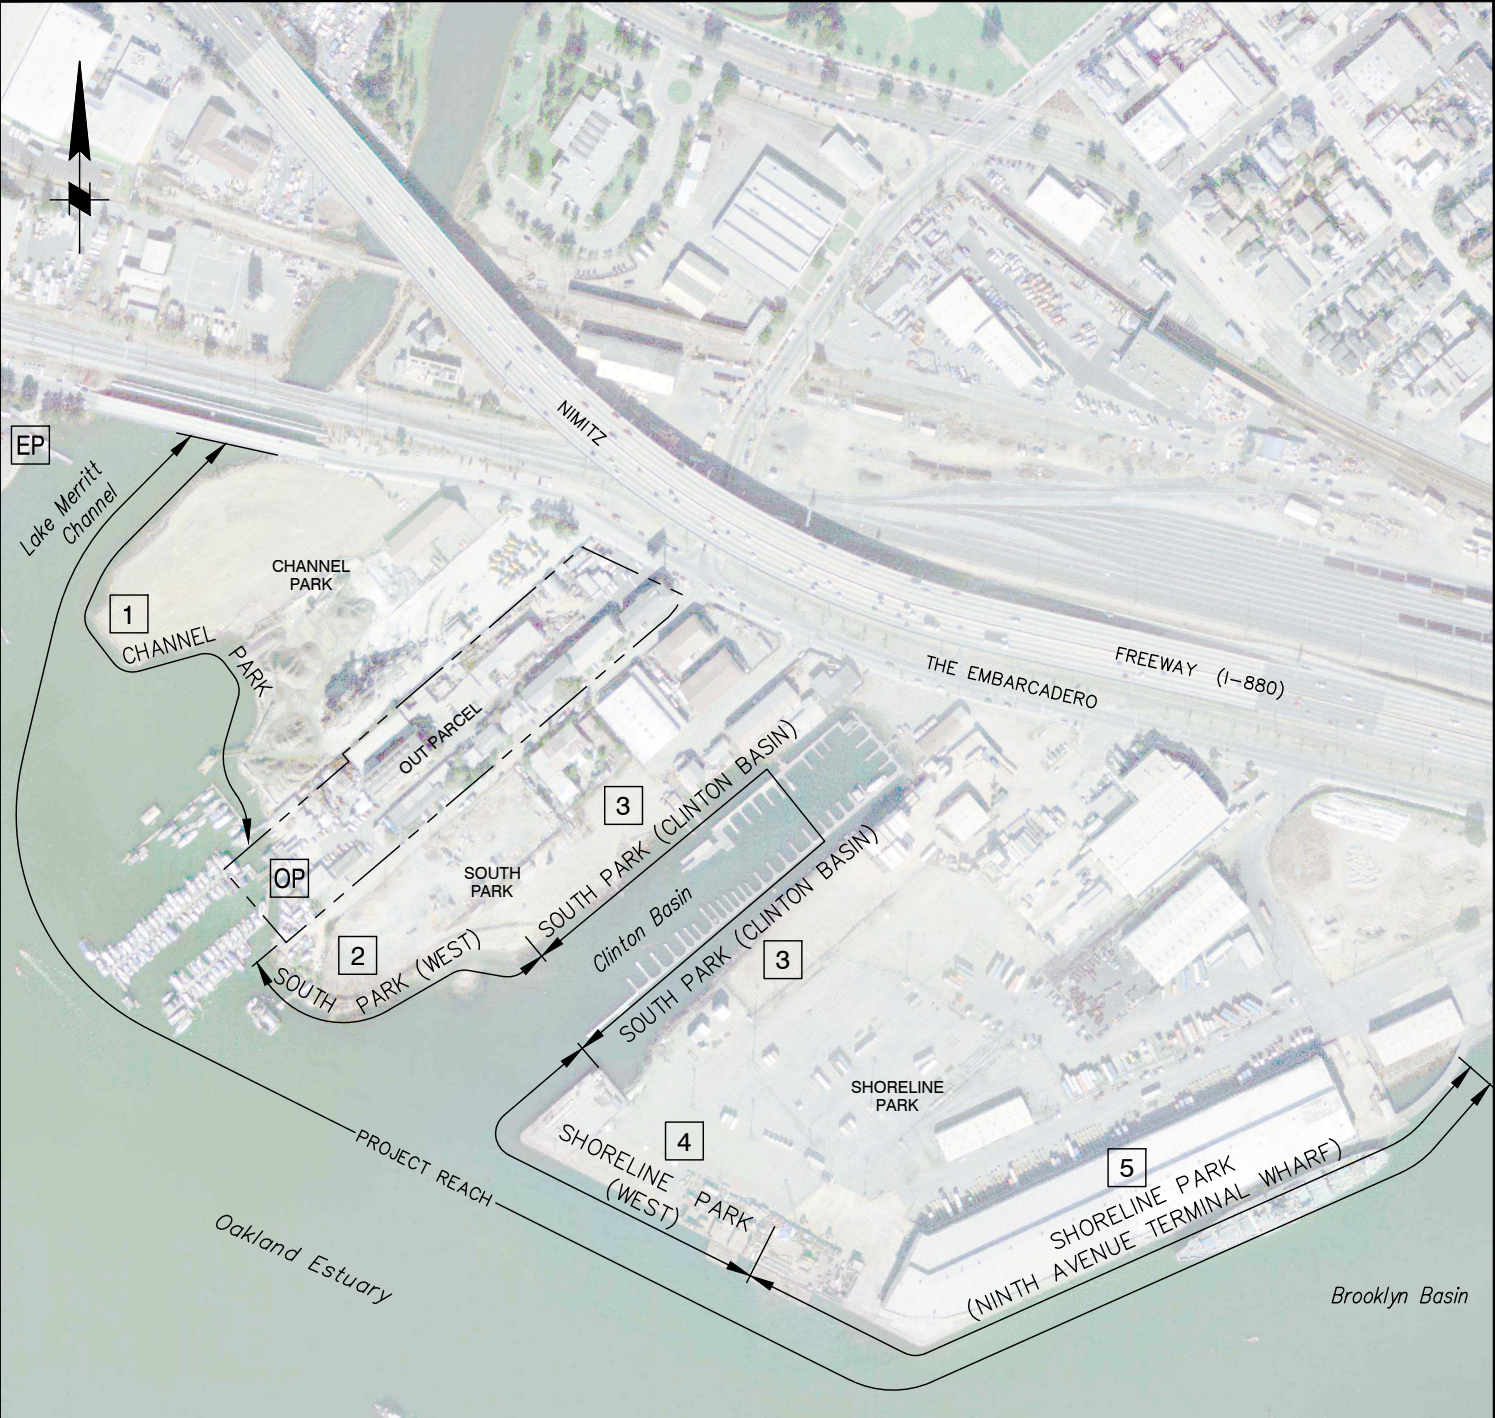 NIMITZ
EP
Lake Merritt
Channel
CHANNEL
PARK
1
CHANNEL PARK
THE EMBARCADERO
FREEWAY (I-880)
OUT PARCEL
3
SOUTH PARK (CLINTON BASIN)
OP
SOUTH
PARK
2
SOUTH PARK (WEST)
Clinton Basin
SOUTH PARK (CLINTON BASIN)
3
SHORELINE
PARK
4
SHORELINE PARK
(WEST)
PROJECT REACH
5
SHORELINE PARK
(NINTH AVENUE TERMINAL WHARF)
Oakland Estuary
Brooklyn Basin